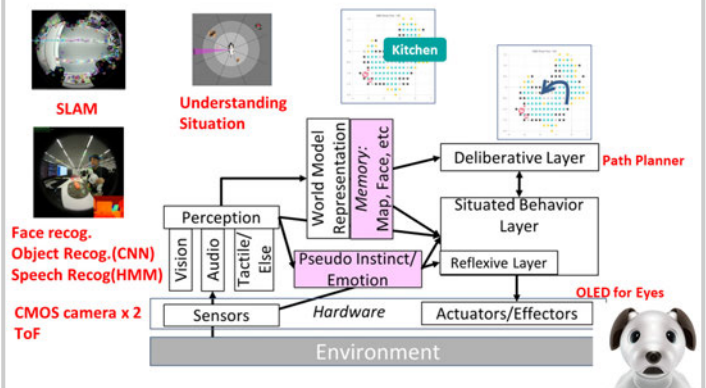 Kitchen
SLAM
Understanding
Situation
World Model
Representation
Memory:
Map, Face, etc
Deliberative Layer
Path Planner
Perception
Situated Behavior
Layer
Face recog.
Object Recog.(CNN)
Speech Recog(HMM)
Vision
Audio
Tactile/
Else
Pseudo Instinct/
Emotion
Reflexive Layer
OLED for Eyes
CMOS camera x 2
ToF
Sensors
Hardware
Actuators/Effectors
Environment